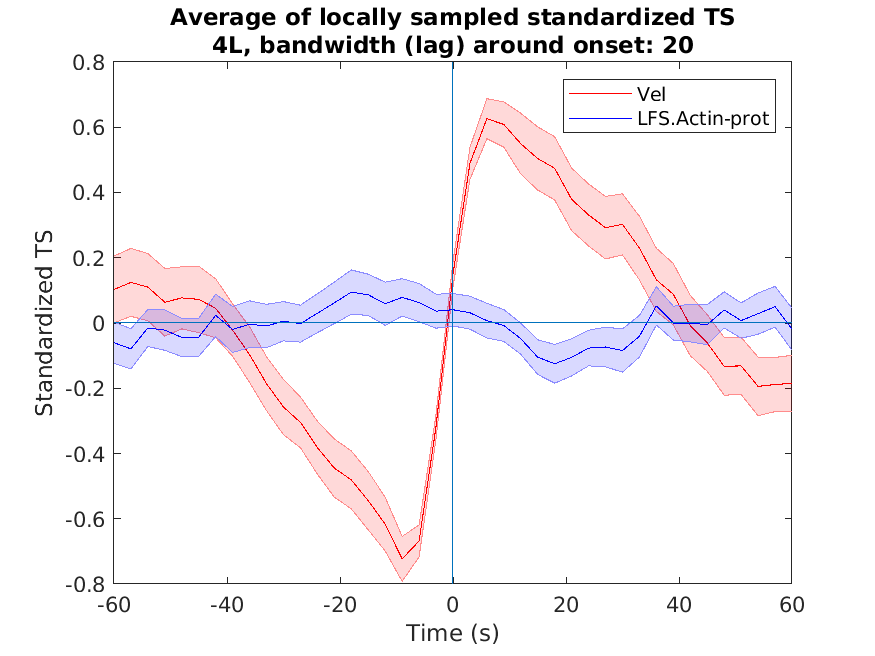 Average of locally sampled standardized TS
4L, bandwidth (lag) around onset: 20
Vel
LFS.Actin-prot
Standardized TS
0.8
0.6
0.4
0.2
0
-0.2
-0.4
-0.6
-0.8
-60
-40
-20
0
20
40
60
Time (s)